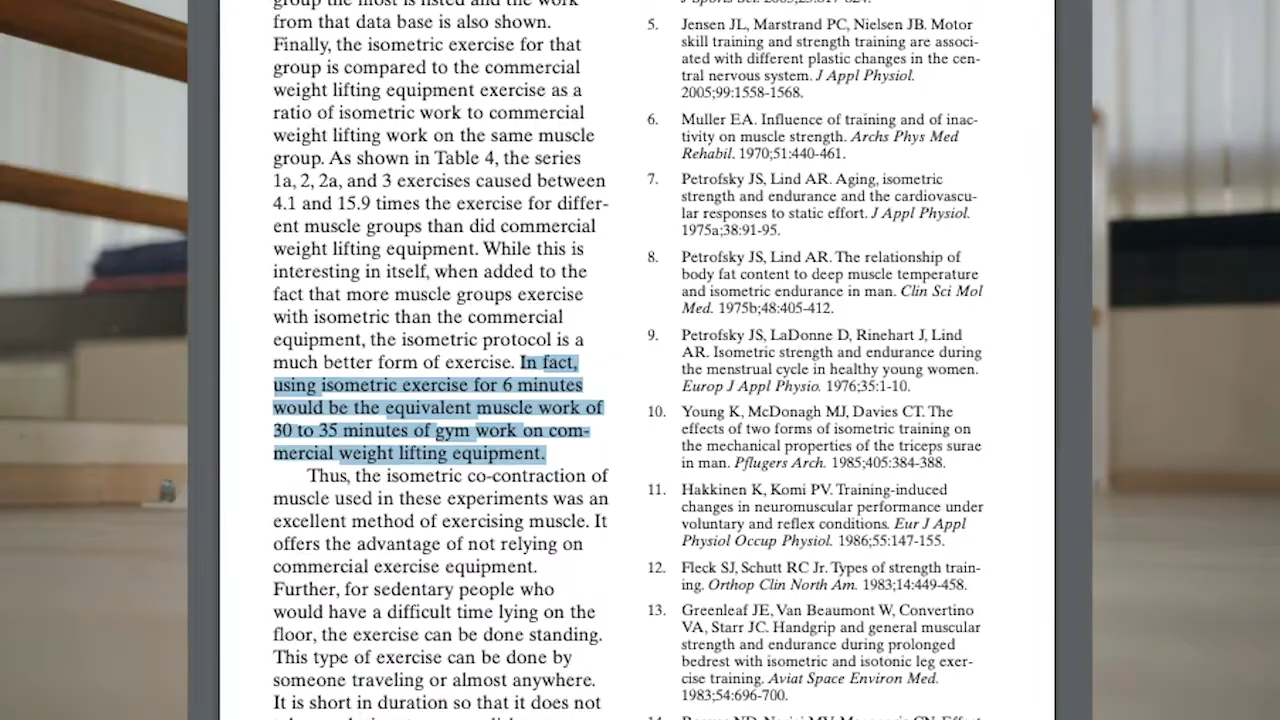 group the most is listed and the work
from that data base is also shown.
Finally, the isometric exercise for that
group is compared to the commercial
weight lifting equipment exercise as a
ratio of isometric work to commercial
weight lifting work on the same muscle
group. As shown in Table 4, the series
1a, 2, 2a, and 3 exercises caused between
4.1 and 15.9 times the exercise for differ-
ent muscle groups than did commercial
weight lifting equipment. While this is
interesting in itself, when added to the
fact that more muscle groups exercise
with isometric than the commercial
equipment, the isometric protocol is a
much better form of exercise. In fact,
using isometric exercise for 6 minutes
would be the equivalent muscle work of
30 to 35 minutes of gym work on com-
mercial weight lifting equipment.
Thus, the isometric co-contraction of
muscle used in these experiments was an
excellent method of exercising muscle. It
offers the advantage of not relying on
commercial exercise equipment.
Further, for sedentary people who
would have a difficult time lying on the
floor, the exercise can be done standing.
This type of exercise can be done by
someone traveling or almost anywhere.
It is short in duration so that it does not
5. Jensen JL, Marstrand PC, Nielsen JB. Motor
skill training and strength training are associ-
ated with different plastic changes in the cen-
tral nervous system. J Appl Physiol.
2005;99:1558-1568.
6. Muller EA. Influence of training and of inac-
tivity on muscle strength. Archs Phys Med
Rehabil. 1970;51:440-461.
7. Petrofsky JS, Lind AR. Aging, isometric
strength and endurance and the cardiovascu-
lar responses to static effort. J Appl Physiol.
1975a;38:91-95.
8. Petrofsky JS, Lind AR. The relationship of
body fat content to deep muscle temperature
and isometric endurance in man. Clin Sci Mol
Med. 1975b;48:405-412.
9. Petrofsky JS, LaDonne D, Rinehart J, Lind
AR. Isometric strength and endurance during
the menstrual cycle in healthy young women.
Europ J Appl Physio. 1976;35:1-10.
10. Young K, McDonagh MJ, Davies CT. The
effects of two forms of isometric training on
the mechanical properties of the triceps surae
in man. Pflugers Arch. 1985;405:384-388.
11. Hakkinen K, Komi PV. Training-induced
changes in neuromuscular performance under
voluntary and reflex conditions. Eur J Appl
Physiol Occup Physiol. 1986;55:147-155.
12. Fleck SJ, Schutt RC Jr. Types of strength train-
ing. Orthop Clin North Am. 1983;14:449-458.
13. Greenleaf JE, Van Beaumont W, Convertino
VA, Starr JC. Handgrip and general muscular
strength and endurance during prolonged
bedrest with isometric and isotonic leg exer-
cise training. Aviat Space Environ Med.
1983;54:696-700.